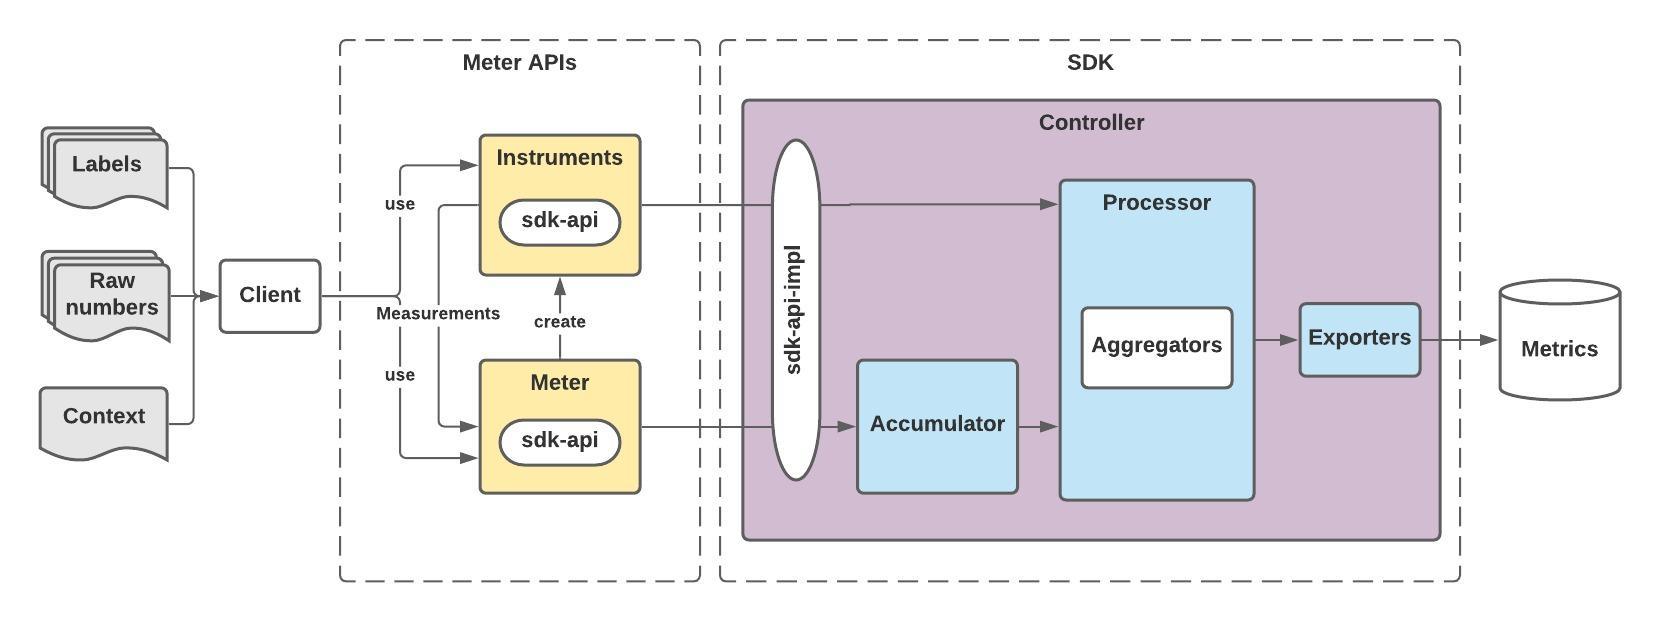 Meter APIs
SDK
Controller
Labels
Raw
numbers
Context
Client
use
Measurements
use
Instruments
sdk-api
create
Meter
sdk-api
sdk-api-impl
Accumulator
Processor
Aggregators
Exporters
Metrics